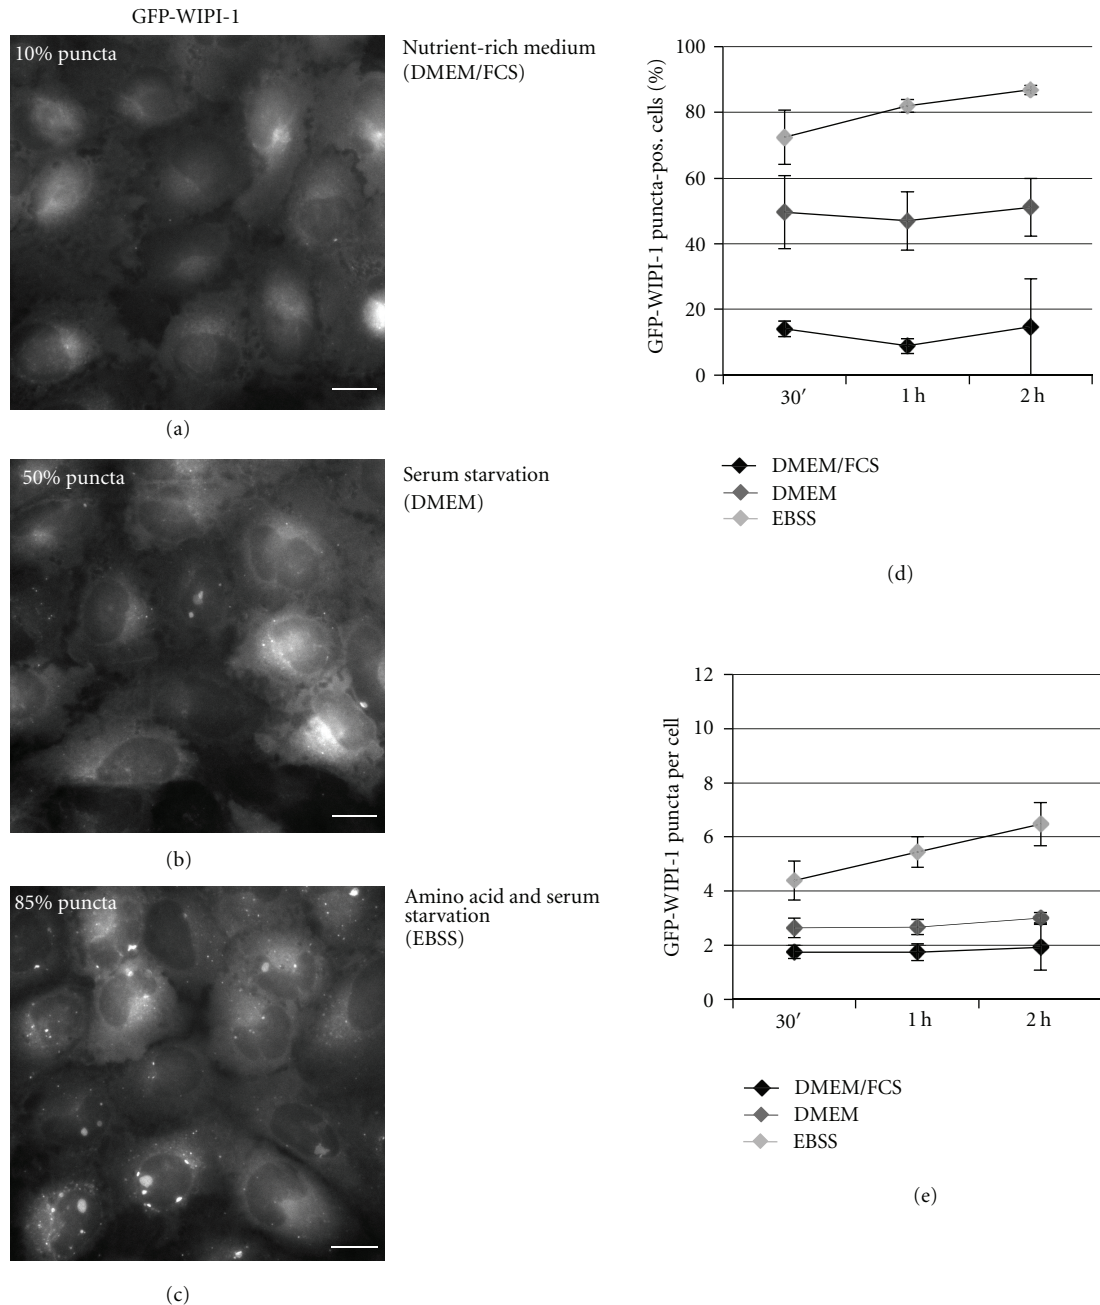 GFP-WIPI-1
10% puncta
Nutrient-rich medium
(DMEM/FCS)
(a)
50% puncta
Serum starvation
(DMEM)
(b)
85% puncta
Amino acid and serum
starvation
(EBSS)
(c)
GFP-WIPI-1 puncta-pos. cells (%)
100
80
60
40
20
0
30′
1 h
2 h
DMEM/FCS
DMEM
EBSS
(d)
GFP-WIPI-1 puncta per cell
12
10
8
6
4
2
0
30′
1 h
2 h
DMEM/FCS
DMEM
EBSS
(e)